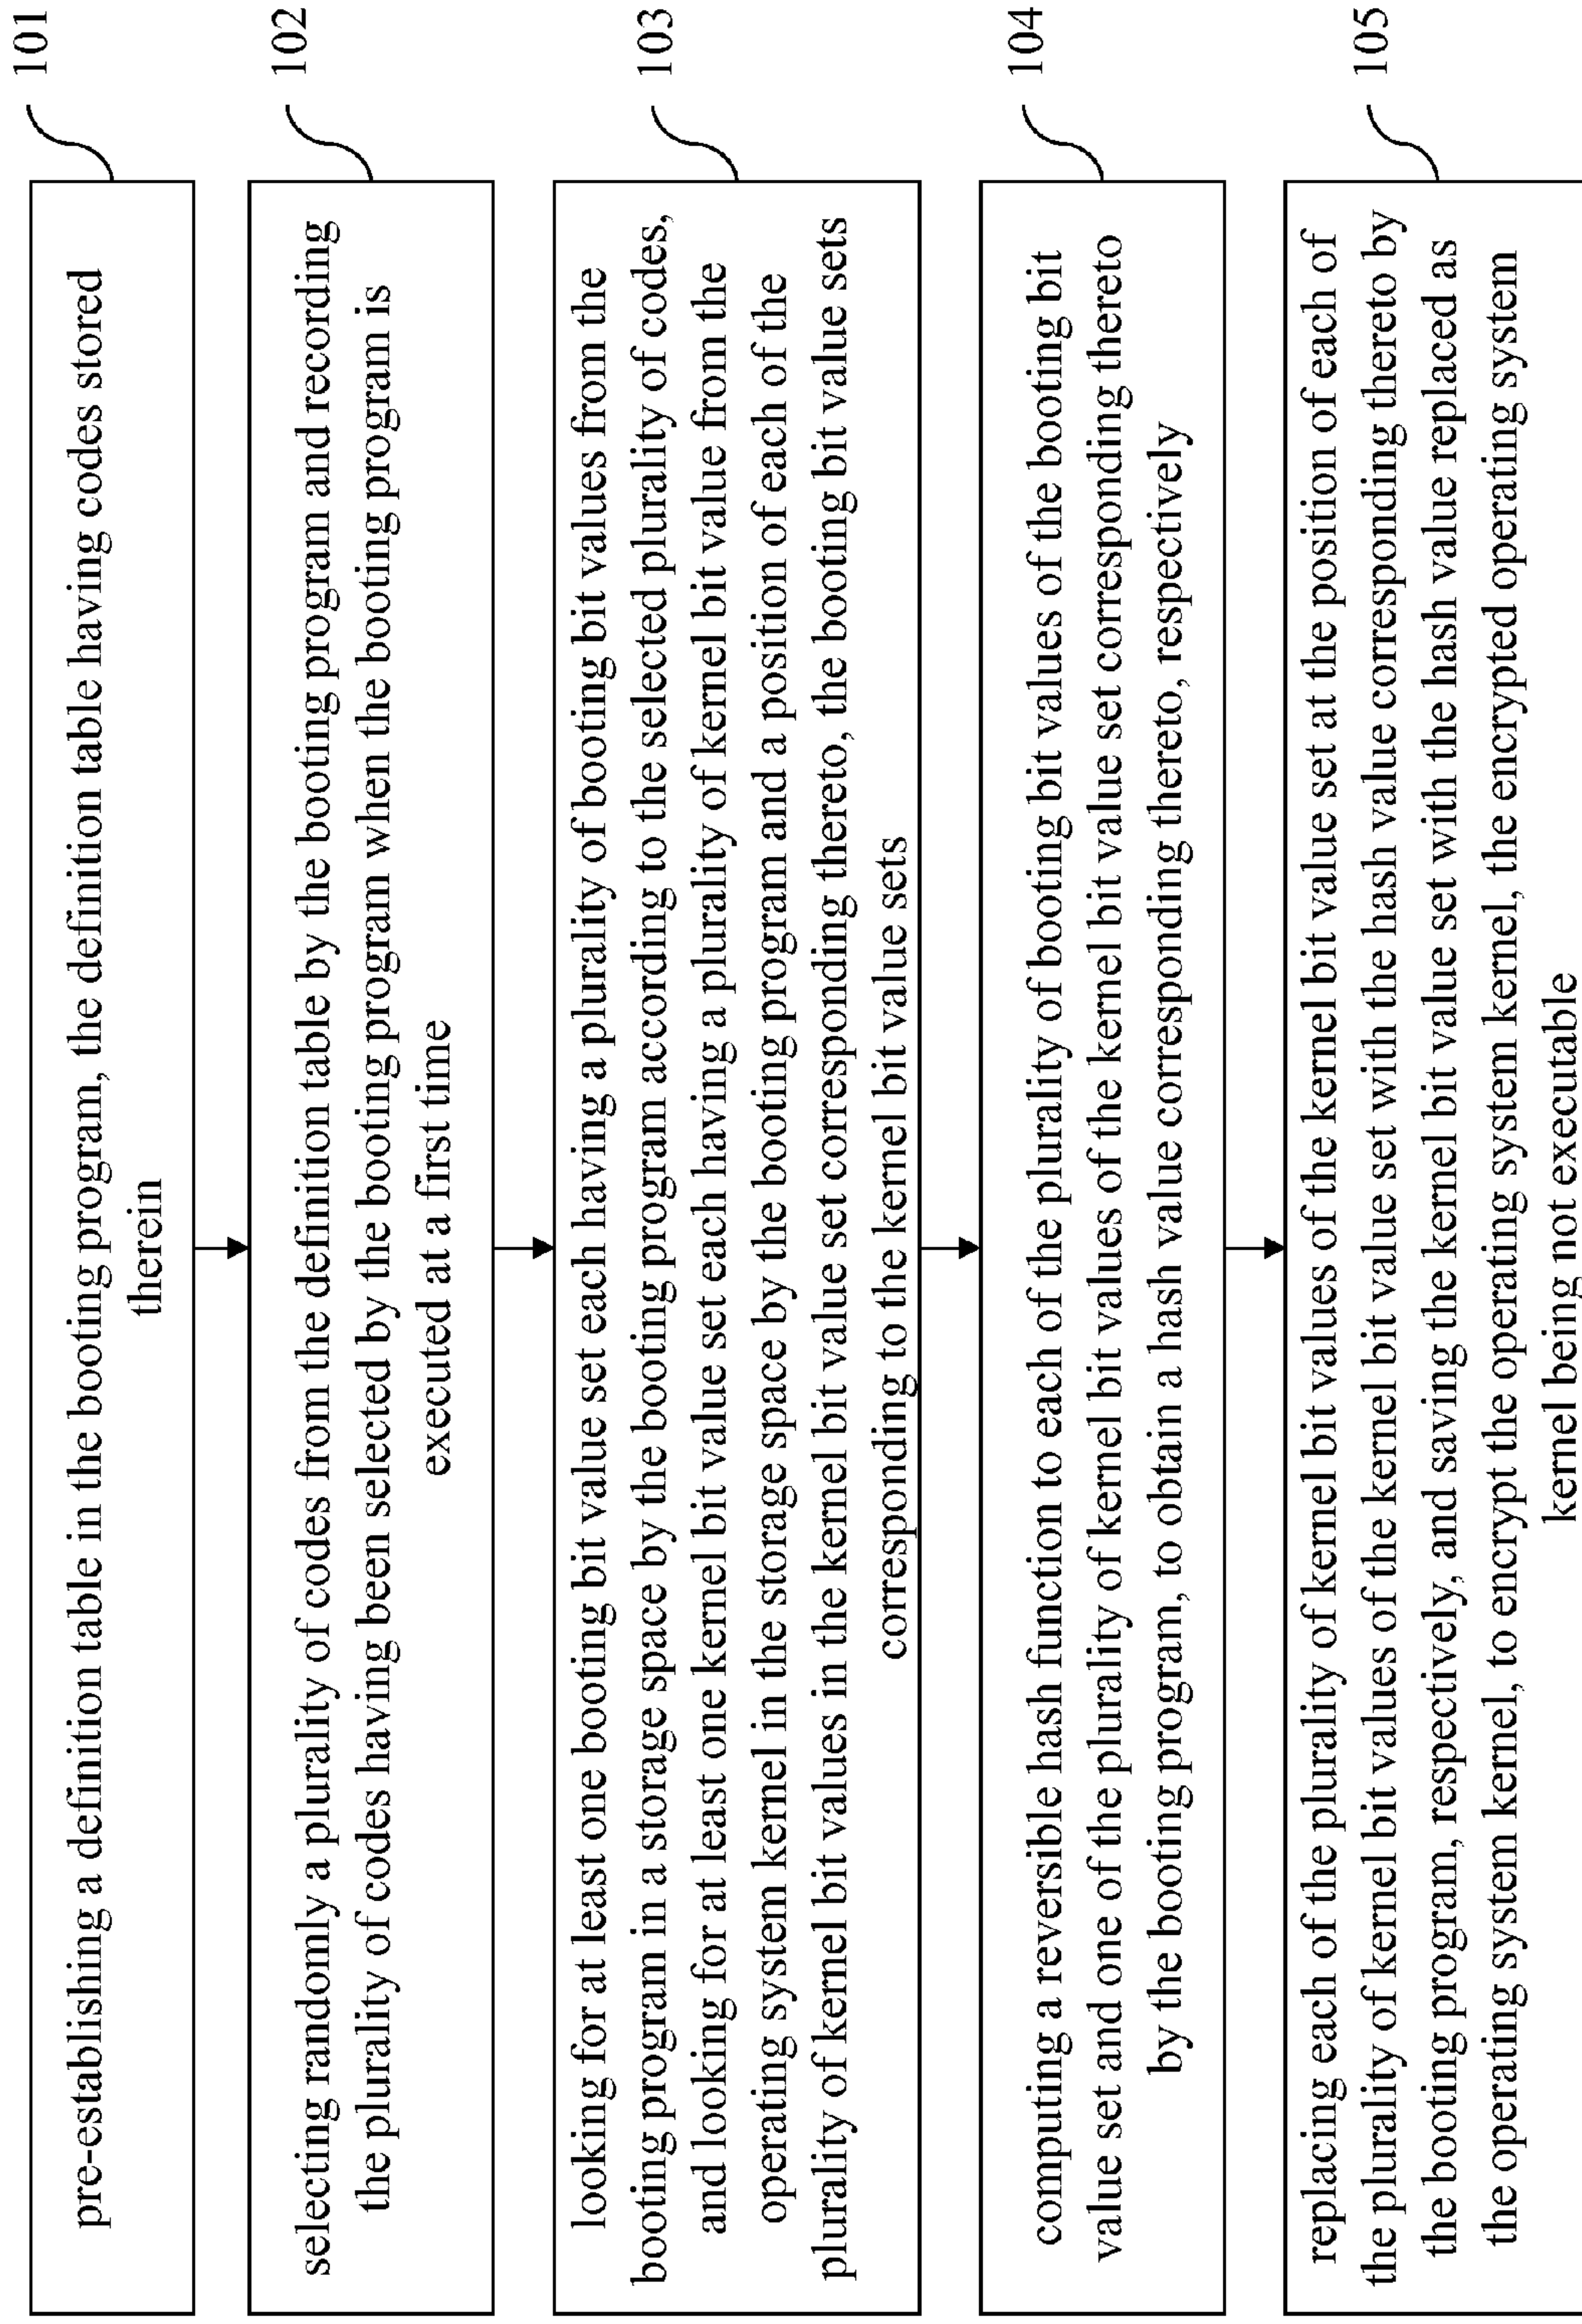 101
pre-establishing a definition table in the booting program, the definition table having codes stored
therein
102
selecting randomly a plurality of codes from the definition table by the booting program and recording
the plurality of codes having been selected by the booting program when the booting program is
executed at a first time
103
looking for at least one booting bit value set each having a plurality of booting bit values from the
booting program in a storage space by the booting program according to the selected plurality of codes,
and looking for at least one kernel bit value set each having a plurality of kernel bit value from the
operating system kernel in the storage space by the booting program and a position of each of the
plurality of kernel bit values in the kernel bit value set corresponding thereto, the booting bit value sets
corresponding to the kernel bit value sets
104
computing a reversible hash function to each of the plurality of booting bit values of the booting bit
value set and one of the plurality of kernel bit values of the kernel bit value set corresponding thereto
by the booting program, to obtain a hash value corresponding thereto, respectively
105
replacing each of the plurality of kernel bit values of the kernel bit value set at the position of each of
the plurality of kernel bit values of the kernel bit value set with the hash value corresponding thereto by
the booting program, respectively, and saving the kernel bit value set with the hash value replaced as
the operating system kernel, to encrypt the operating system kernel, the encrypted operating system
kernel being not executable